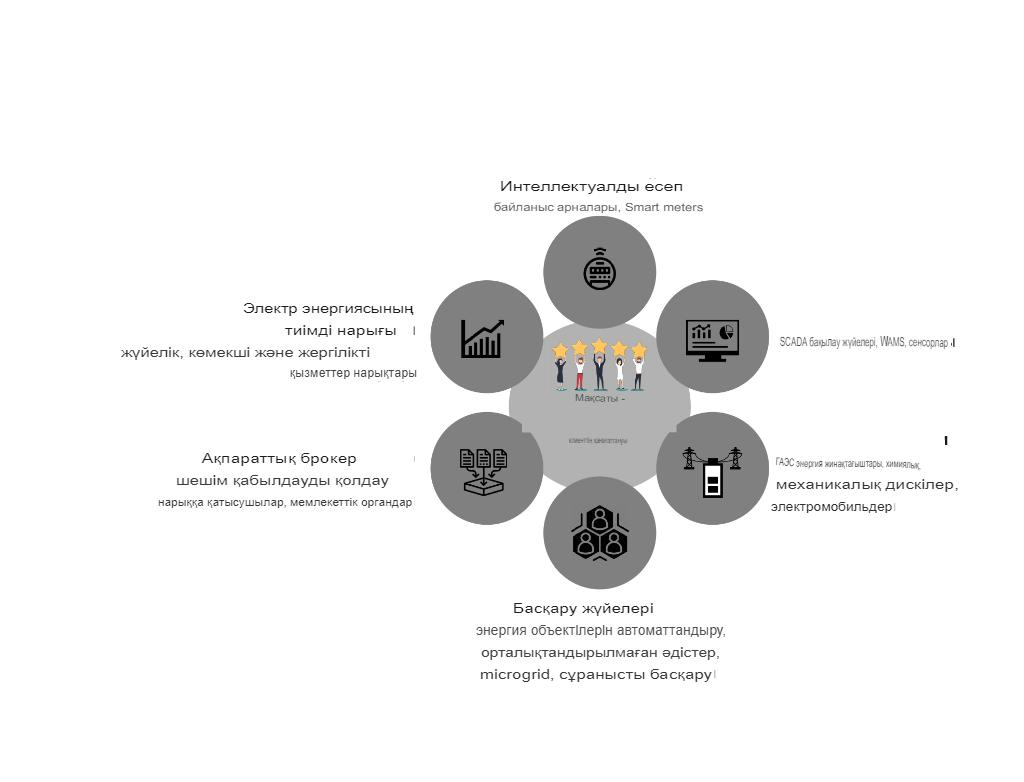 Интеллектуалды есеп
байланыс арналары, Smart meters
Электр энергиясының
тиімді нарығы
жүйелік, көмекші және жергілікті
қызметтер нарықтары
SCADA бақылау жүйелері, WAMS, сенсорлар
Мақсаты -
клиенттің қанағаттануы
Ақпараттық брокер
шешім қабылдауды қолдау
нарыққа қатысушылар, мемлекеттік органдар
ГАЭС энергия жинақтағыштары, химиялық,
механикалық дискілер,
электромобильдер
Басқару жүйелері
энергия объектілерін автоматтандыру,
орталықтандырылмаған әдістер,
microgrid, сұранысты басқару